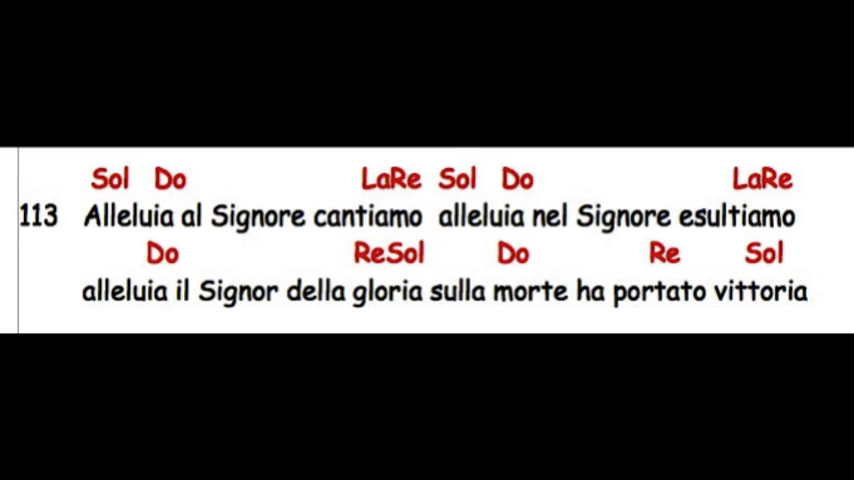 Sol Do LaRe Sol Do LaRe
113 Alleluia al Signore cantiamo alleluia nel Signore esultiamo
Do ReSol Do Re Sol
alleluia il Signor della gloria sulla morte ha portato vittoria